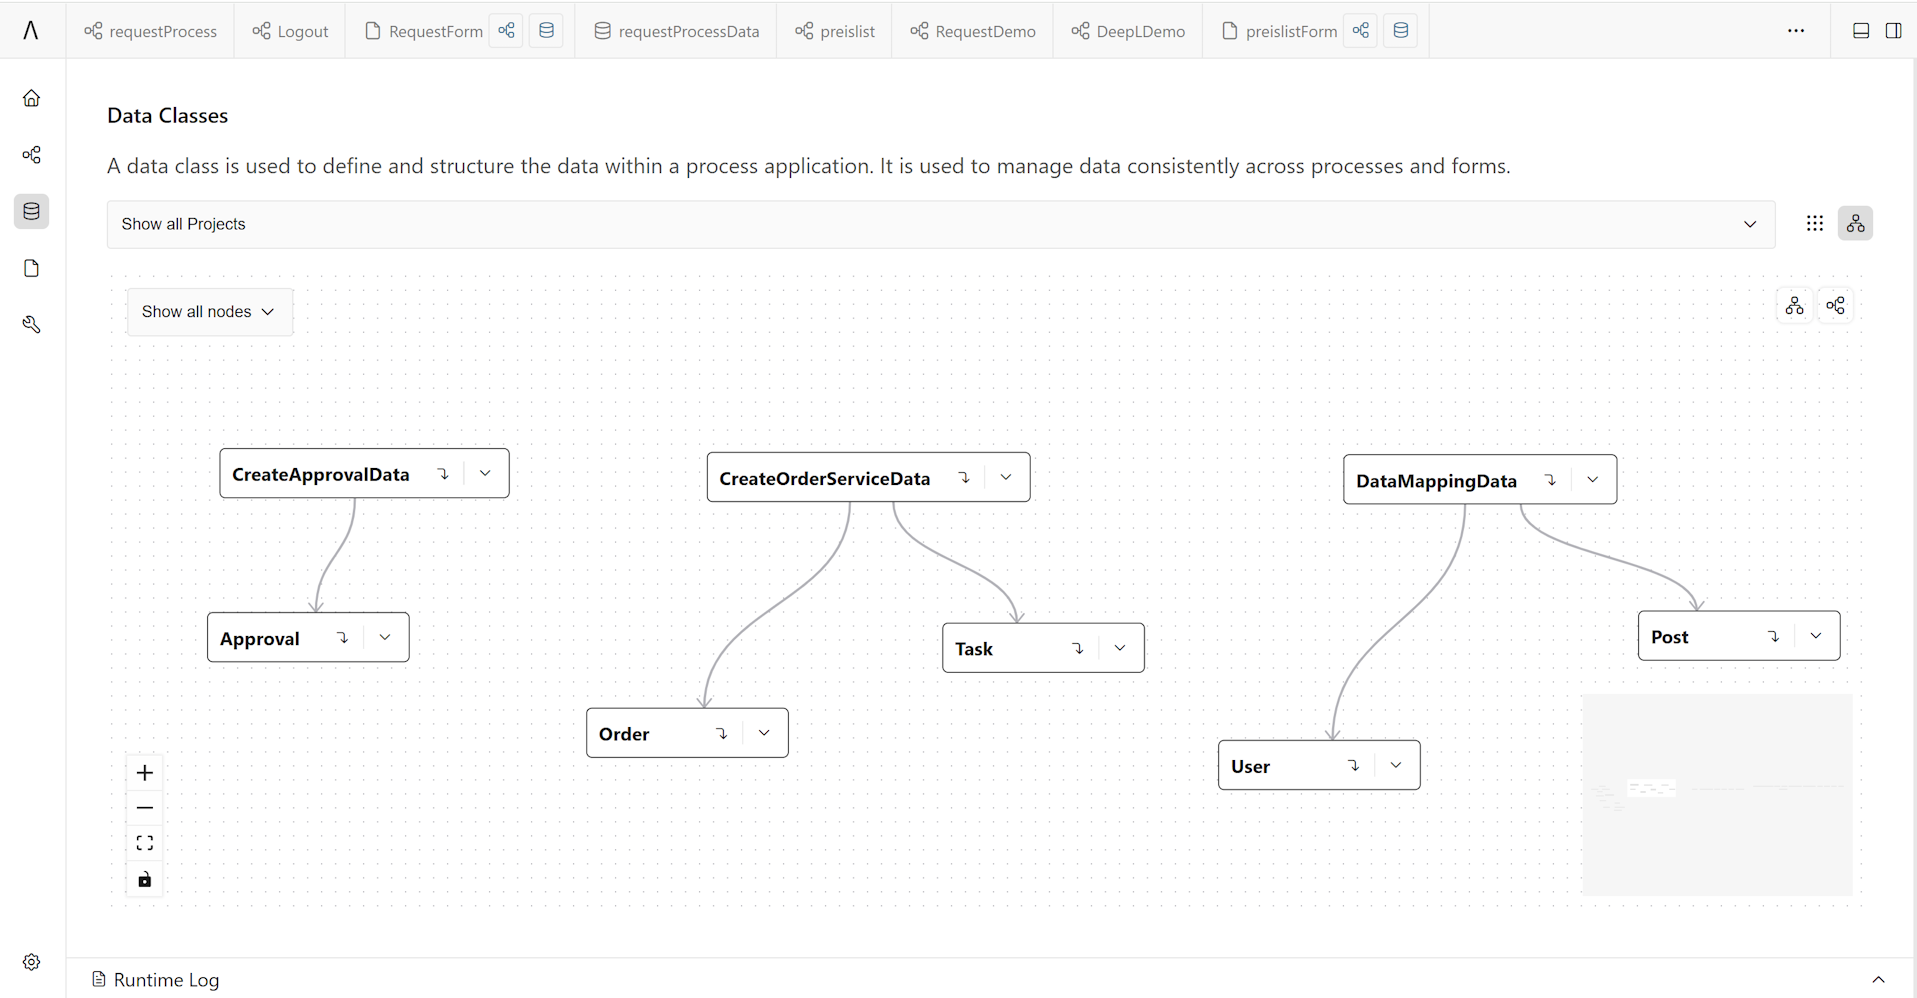 requestProcess
Logout
RequestForm
requestProcessData
preislist
RequestDemo
DeepLDemo
preislistForm
Data Classes
A data class is used to define and structure the data within a process application. It is used to manage data consistently across processes and forms.
Show all Projects
Show all nodes
CreateApprovalData
CreateOrderServiceData
DataMappingData
Approval
Task
Post
Order
User
Runtime Log